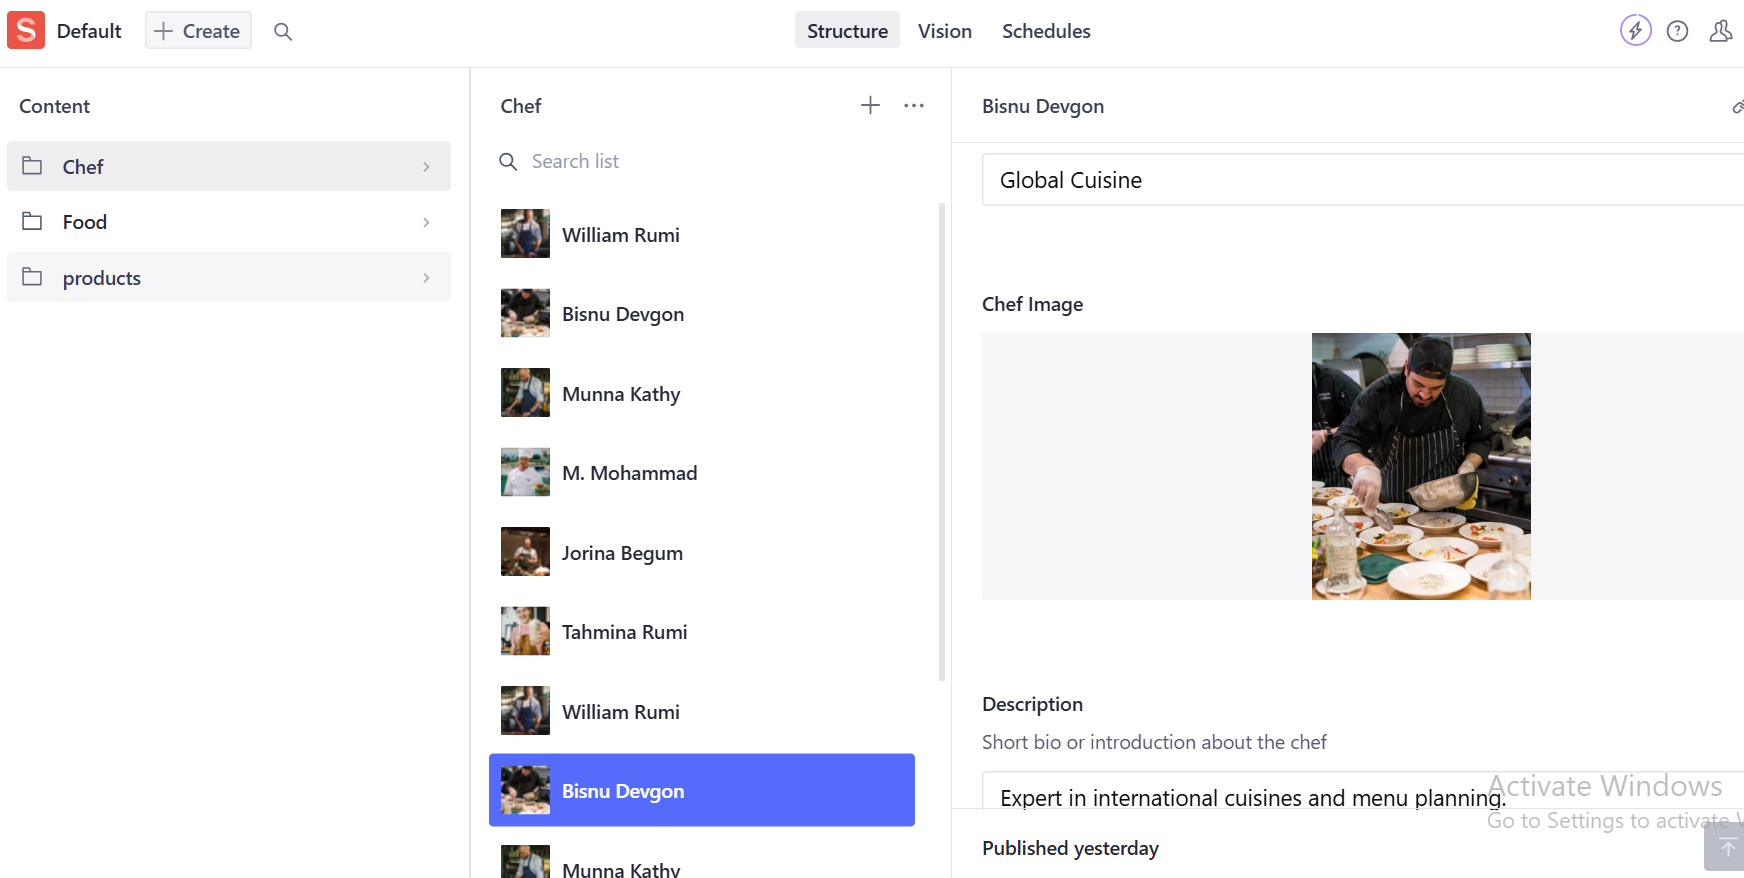 S Default
Create
Structure
Vision
Schedules
Content
Chef
Food
products
Chef
Search list
William Rumi
Bisnu Devgon
Munna Kathy
M. Mohammad
Jorina Begum
Tahmina Rumi
William Rumi
Bisnu Devgon
Munna Kathy
Bisnu Devgon
Global Cuisine
Chef Image
Description
Short bio or introduction about the chef
Expert in international cuisines and menu planning.
Published yesterday
Activate Windows
Go to Settings to activate